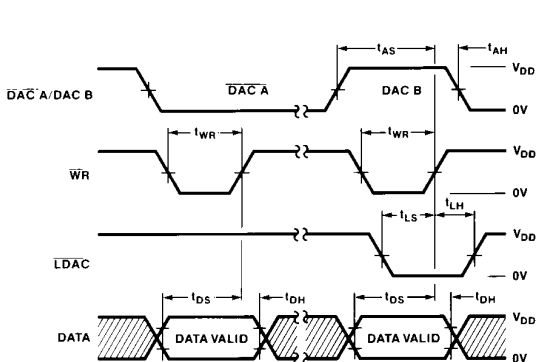 tAS tAH
DAC A/DAC B DAC A DAC B VDD
0V
tWR tWR
WR VDD
0V
tLS tLH
LDAC VDD
0V
tDS tDH tDS tDH
DATA DATA VALID DATA VALID VDD
0V